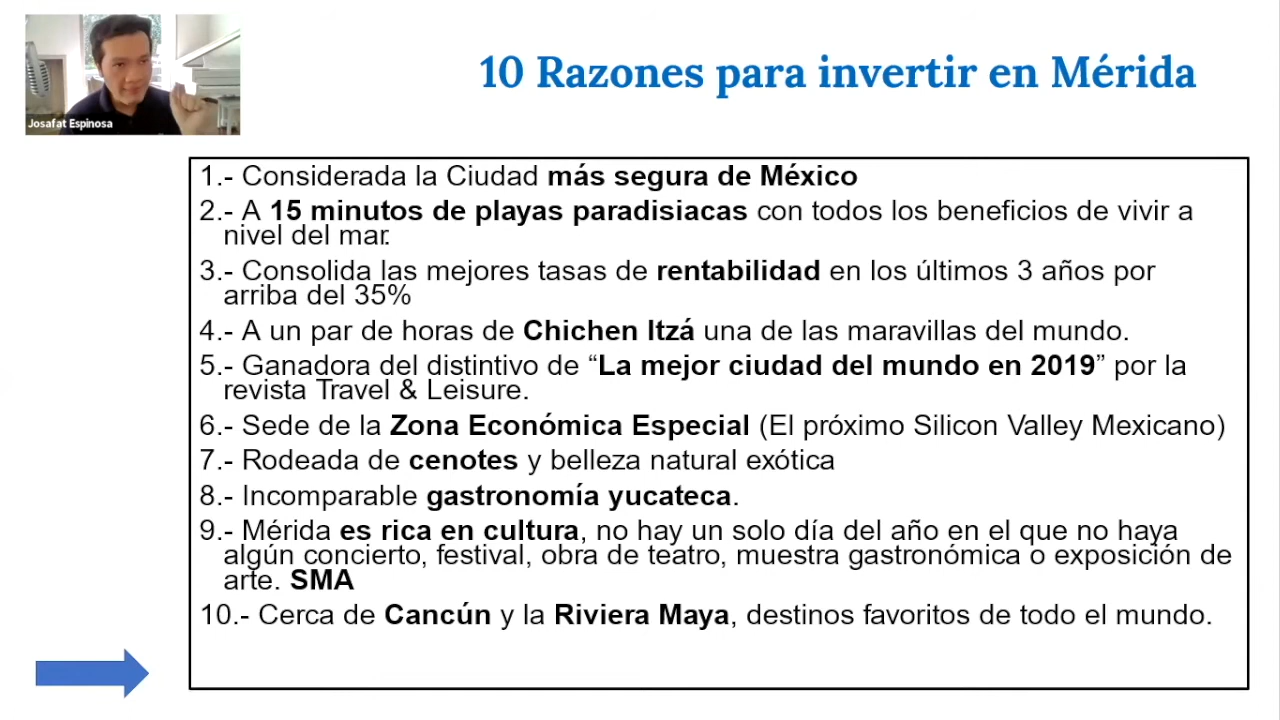 10 Razones para invertir en Mérida
Josafat Espinosa
1.- Considerada la Ciudad más segura de México
2.- A 15 minutos de playas paradisiacas con todos los beneficios de vivir a
nivel del mar.
3.- Consolida las mejores tasas de rentabilidad en los últimos 3 años por
arriba del 35%
4.- A un par de horas de Chichen Itzá una de las maravillas del mundo.
5.- Ganadora del distintivo de “La mejor ciudad del mundo en 2019” por la
revista Travel & Leisure.
6.- Sede de la Zona Económica Especial (El próximo Silicon Valley Mexicano)
7.- Rodeada de cenotes y belleza natural exótica
8.- Incomparable gastronomía yucateca.
9.- Mérida es rica en cultura, no hay un solo día del año en el que no haya
algún concierto, festival, obra de teatro, muestra gastronómica o exposición de
arte. SMA
10.- Cerca de Cancún y la Riviera Maya, destinos favoritos de todo el mundo.